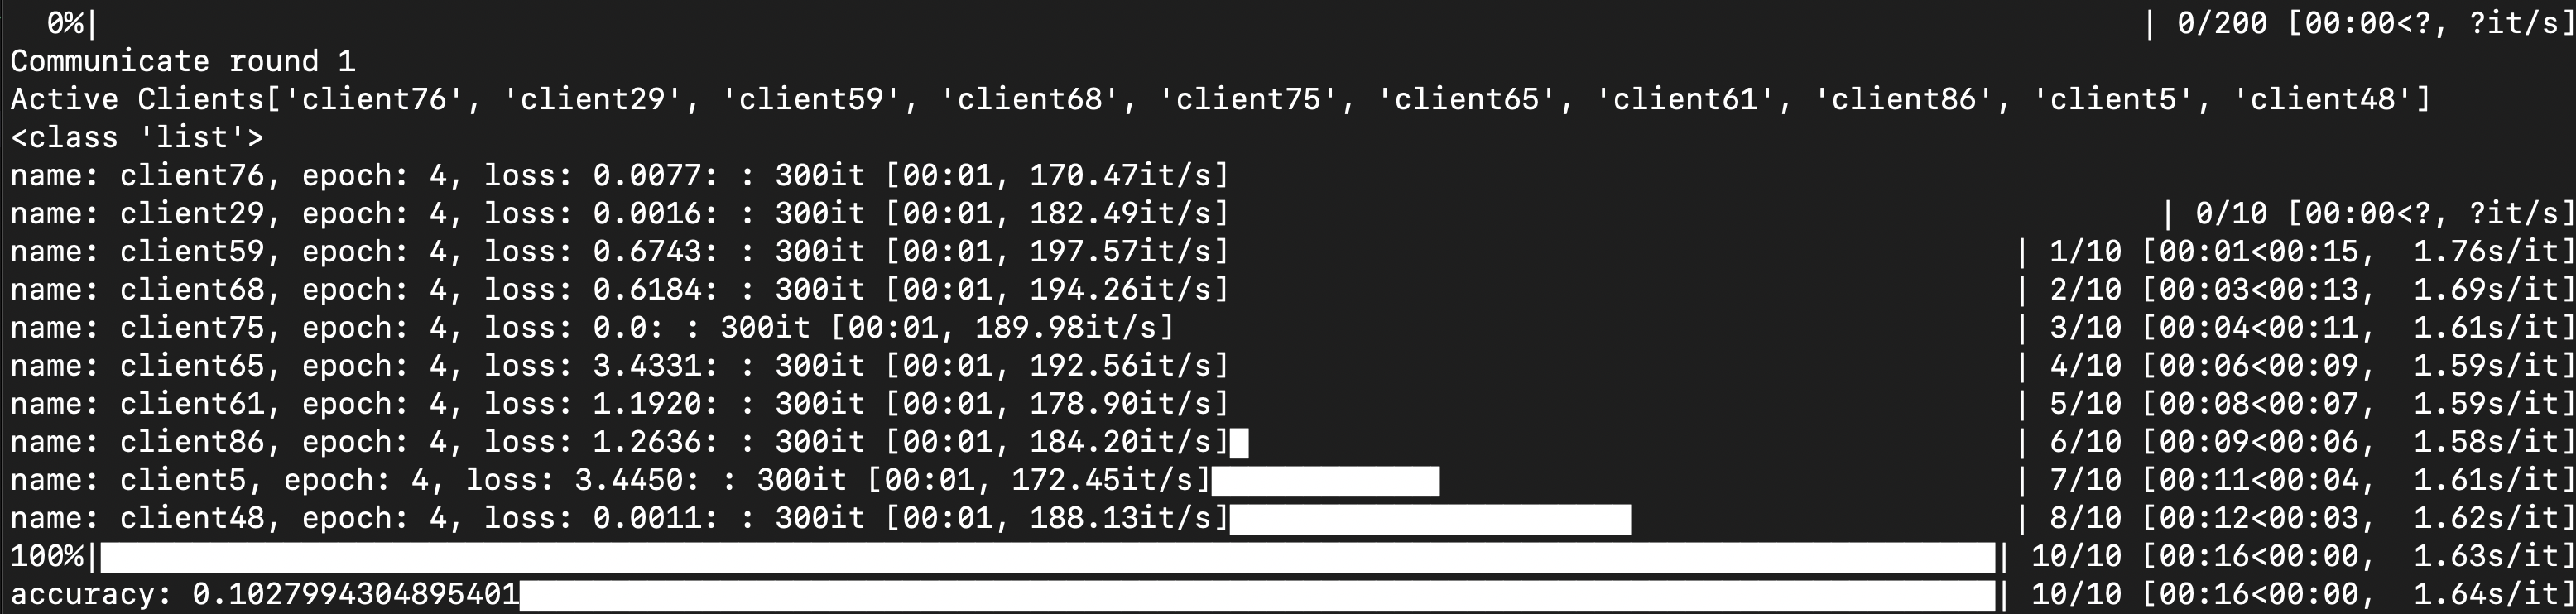 0%| | 0/200 [00:00<?, ?it/s]
Communicate round 1
Active Clients['client76', 'client29', 'client59', 'client68', 'client75', 'client65', 'client61', 'client86', 'client5', 'client48']
<class 'list'>
name: client76, epoch: 4, loss: 0.0077: : 300it [00:01, 170.47it/s]
name: client29, epoch: 4, loss: 0.0016: : 300it [00:01, 182.49it/s] | 0/10 [00:00<?, ?it/s]
name: client59, epoch: 4, loss: 0.6743: : 300it [00:01, 197.57it/s] | 1/10 [00:01<00:15, 1.76s/it]
name: client68, epoch: 4, loss: 0.6184: : 300it [00:01, 194.26it/s] | 2/10 [00:03<00:13, 1.69s/it]
name: client75, epoch: 4, loss: 0.0: : 300it [00:01, 189.98it/s] | 3/10 [00:04<00:11, 1.61s/it]
name: client65, epoch: 4, loss: 3.4331: : 300it [00:01, 192.56it/s] | 4/10 [00:06<00:09, 1.59s/it]
name: client61, epoch: 4, loss: 1.1920: : 300it [00:01, 178.90it/s] | 5/10 [00:08<00:07, 1.59s/it]
name: client86, epoch: 4, loss: 1.2636: : 300it [00:01, 184.20it/s] | 6/10 [00:09<00:06, 1.58s/it]
name: client5, epoch: 4, loss: 3.4450: : 300it [00:01, 172.45it/s] | 7/10 [00:11<00:04, 1.61s/it]
name: client48, epoch: 4, loss: 0.0011: : 300it [00:01, 188.13it/s] | 8/10 [00:12<00:03, 1.62s/it]
100%| | 10/10 [00:16<00:00, 1.63s/it]
accuracy: 0.1027994304895401 | 10/10 [00:16<00:00, 1.64s/it]